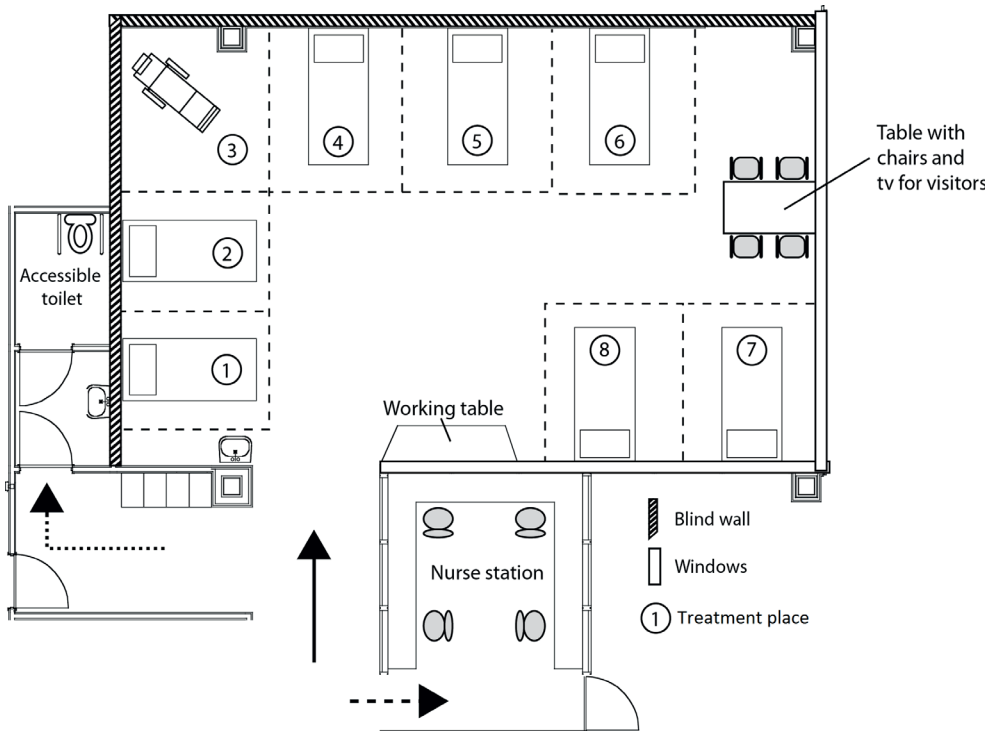 3
4
5
6
Table with
chairs and
tv for visitors
2
Accessible
toilet
1
8
7
Working table
Blind wall
Nurse station
Windows
1 Treatment place